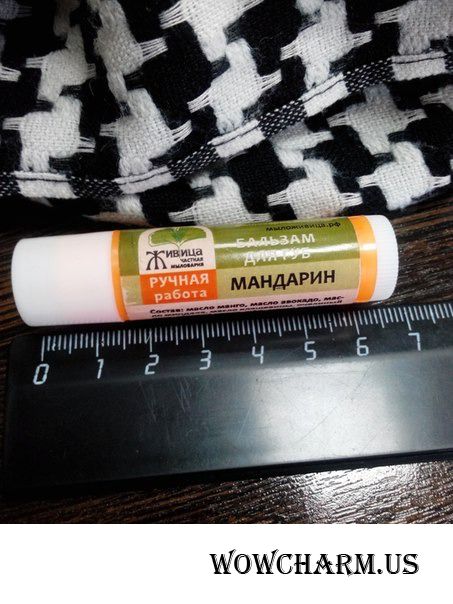 мыложивица.рф
Живица
ЧАСТНАЯ
МЫЛОВАРНЯ
БАЛЬЗАМ
ДЛЯ ГУБ
РУЧНАЯ
работа
МАНДАРИН
Состав: масло манго, масло авокадо, мас-
0 1 2 3 4 5 6 7
WOWCHARM.US